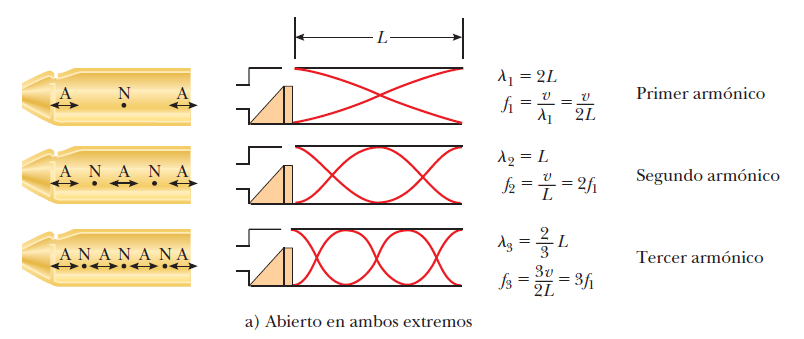 L
A N A
λ₁ = 2L
f₁ = v/λ₁ = v/2L
Primer armónico
A N A N A
λ₂ = L
f₂ = v/L = 2f₁
Segundo armónico
A N A N A N A
λ₃ = 2/3 L
f₃ = 3v/2L = 3f₁
Tercer armónico
a) Abierto en ambos extremos